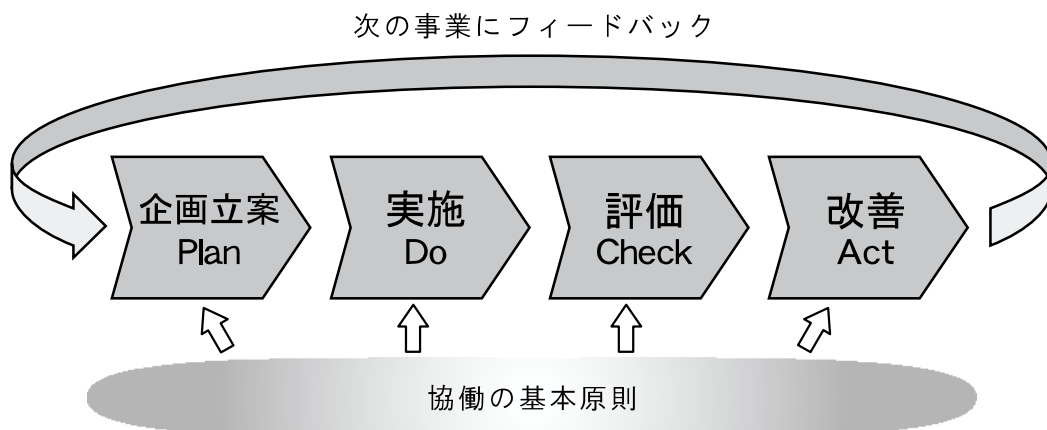 次の事業にフィードバック
企画立案
Plan
実施
Do
評価
Check
改善
Act
協働の基本原則